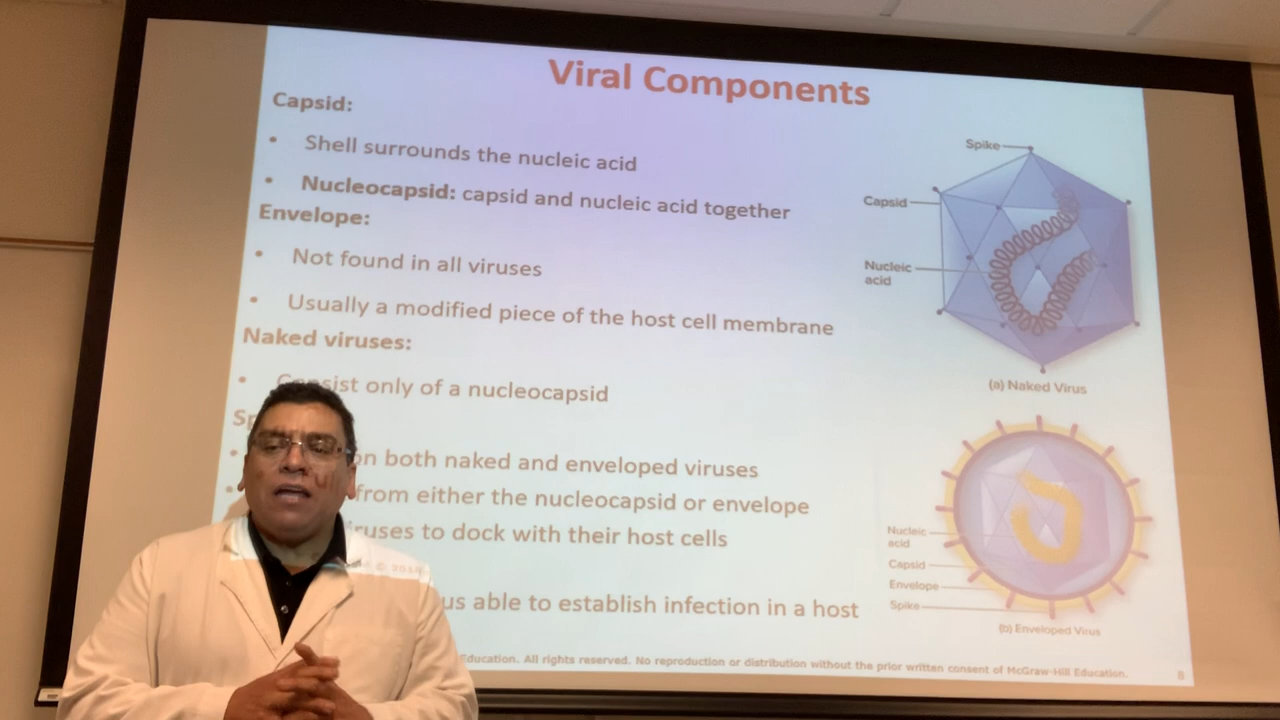 Viral Components
Capsid:
• Shell surrounds the nucleic acid
• Nucleocapsid: capsid and nucleic acid together
Envelope:
• Not found in all viruses
• Usually a modified piece of the host cell membrane
Naked viruses:
• Consist only of a nucleocapsid
on both naked and enveloped viruses
from either the nucleocapsid or envelope
to dock with their host cells
© 2018
able to establish infection in a host
Education. All rights reserved. No reproduction or distribution without the prior written consent of McGraw-Hill Education.
8
Spike
Capsid
Nucleic
acid
(a) Naked Virus
Nucleic
acid
Capsid
Envelope
Spike
(b) Enveloped Virus